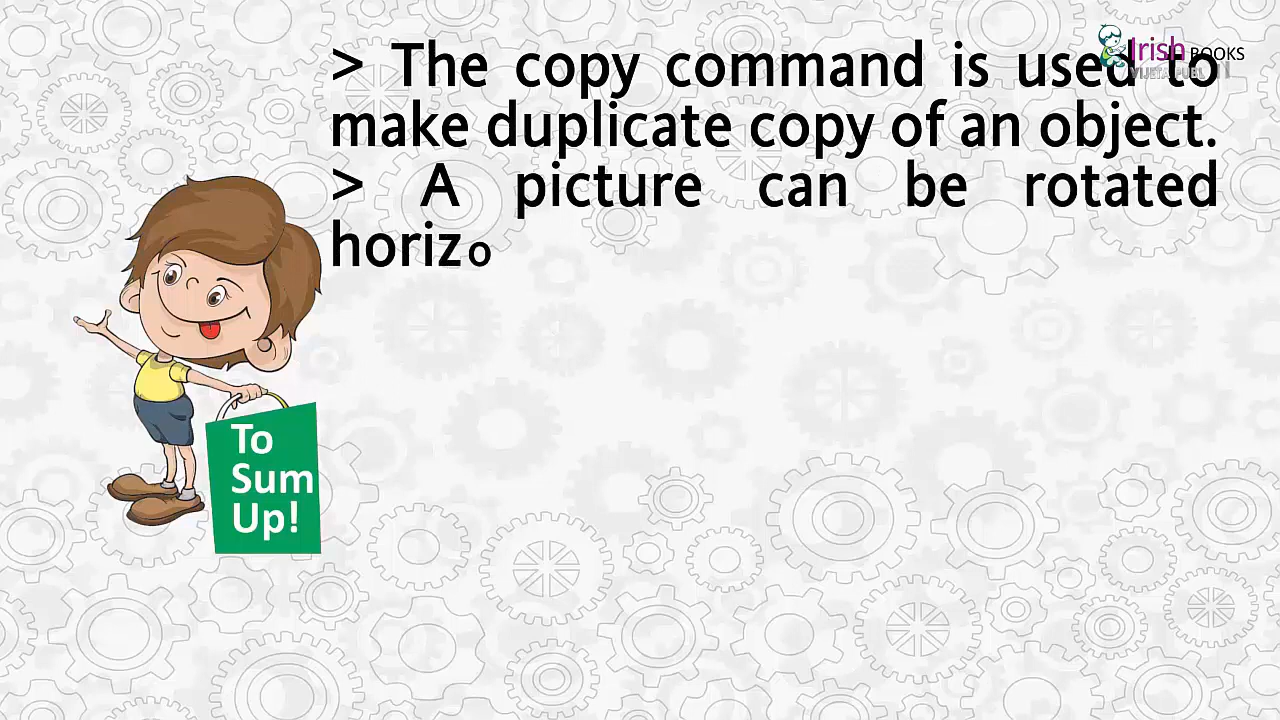 > The copy command is used to
make duplicate copy of an object.
> A picture can be rotated
horizo
Irish BOOKS
To
Sum
Up!